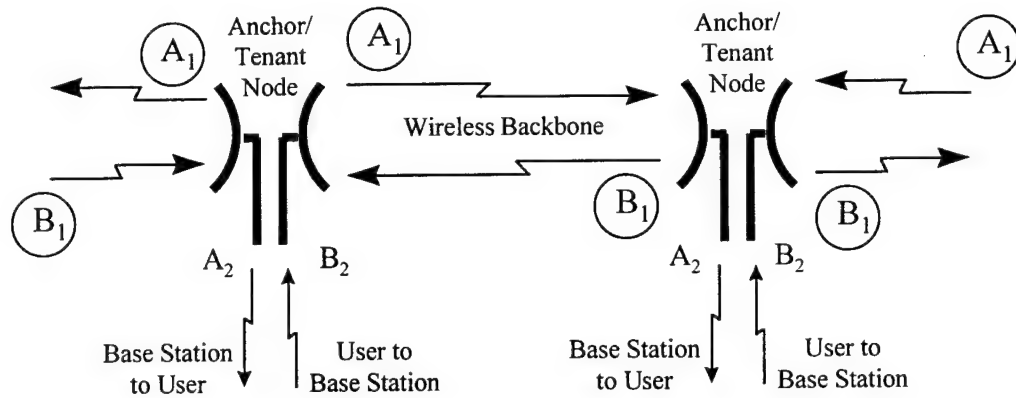 Anchor/
Tenant
Node
Anchor/
Tenant
Node
A₁
A₁
A₁
Wireless Backbone
B₁
B₁
B₁
A₂
B₂
A₂
B₂
Base Station
to User
User to
Base Station
Base Station
to User
User to
Base Station